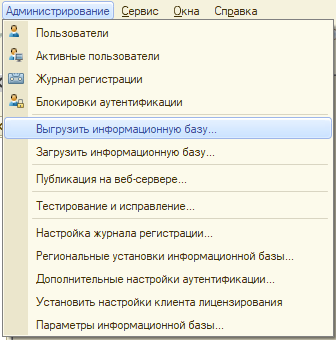 Администрирование Сервис Окна Справка
Пользователи
Активные пользователи
Журнал регистрации
Блокировки аутентификации
Выгрузить информационную базу...
Загрузить информационную базу...
Публикация на веб-сервере...
Тестирование и исправление...
Настройка журнала регистрации...
Региональные установки информационной базы...
Дополнительные настройки аутентификации...
Установить настройки клиента лицензирования
Параметры информационной базы...